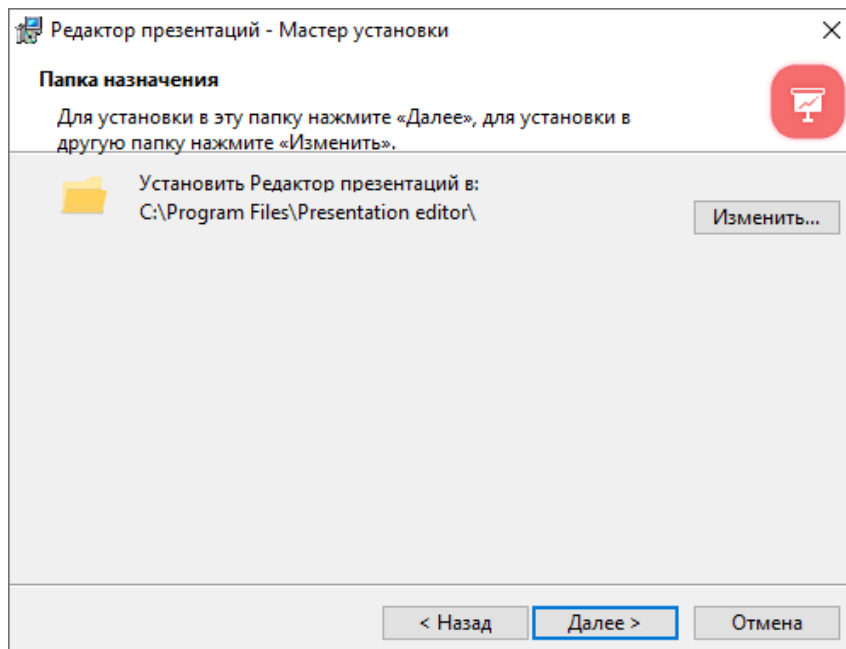 Редактор презентаций - Мастер установки
Папка назначения
Для установки в эту папку нажмите «Далее», для установки в
другую папку нажмите «Изменить».
Установить Редактор презентаций в:
C:\Program Files\Presentation editor\
Изменить...
< Назад
Далее >
Отмена